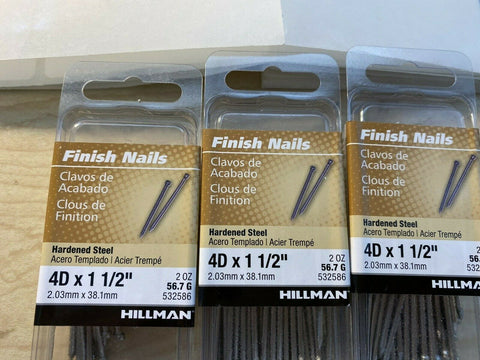 Finish Nails
Clavos de
Acabado
Clous de
Finition
Hardened Steel
Acero Templado | Acier Trempé
4D x 1 1/2"
2.03mm x 38.1mm
2 OZ
56.7 G
532586
HILLMAN
Finish Nails
Clavos de
Acabado
Clous de
Finition
Hardened Steel
Acero Templado | Acier Trempé
4D x 1 1/2"
2.03mm x 38.1mm
2 OZ
56.7 G
532586
HILLMAN
Finish Nails
Clavos de
Acabado
Clous de
Finition
Hardened Steel
Acero Templado | Acier Trempé
4D x 1 1/2"
2.03mm x 38.1mm
2
56.
5325
HILLMAN